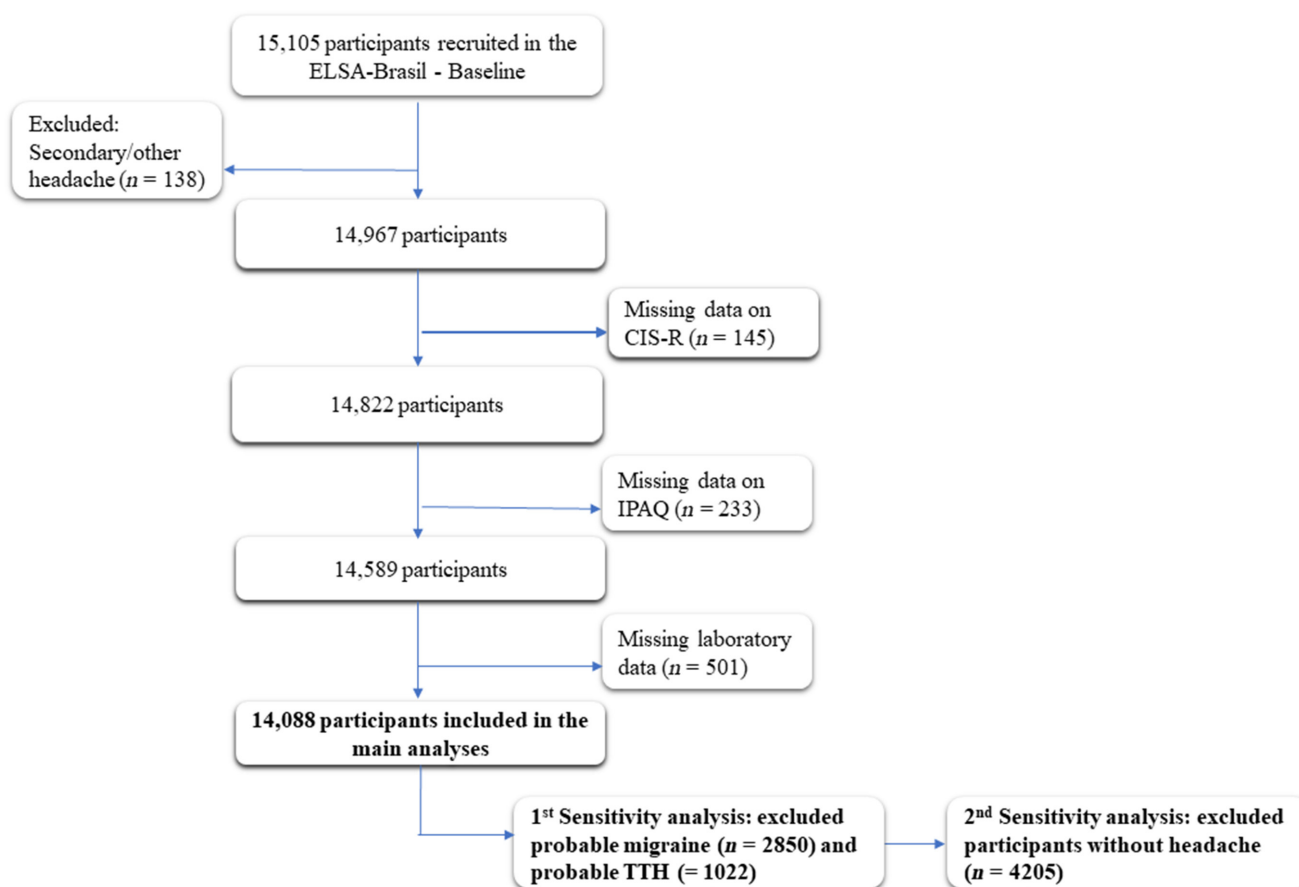 15,105 participants recruited in the
ELSA-Brasil - Baseline
Excluded:
Secondary/other
headache (n = 138)
14,967 participants
Missing data on
CIS-R (n = 145)
14,822 participants
Missing data on
IPAQ (n = 233)
14,589 participants
Missing laboratory
data (n = 501)
14,088 participants included in the
main analyses
1st Sensitivity analysis: excluded
probable migraine (n = 2850) and
probable TTH (= 1022)
2nd Sensitivity analysis: excluded
participants without headache
(n = 4205)